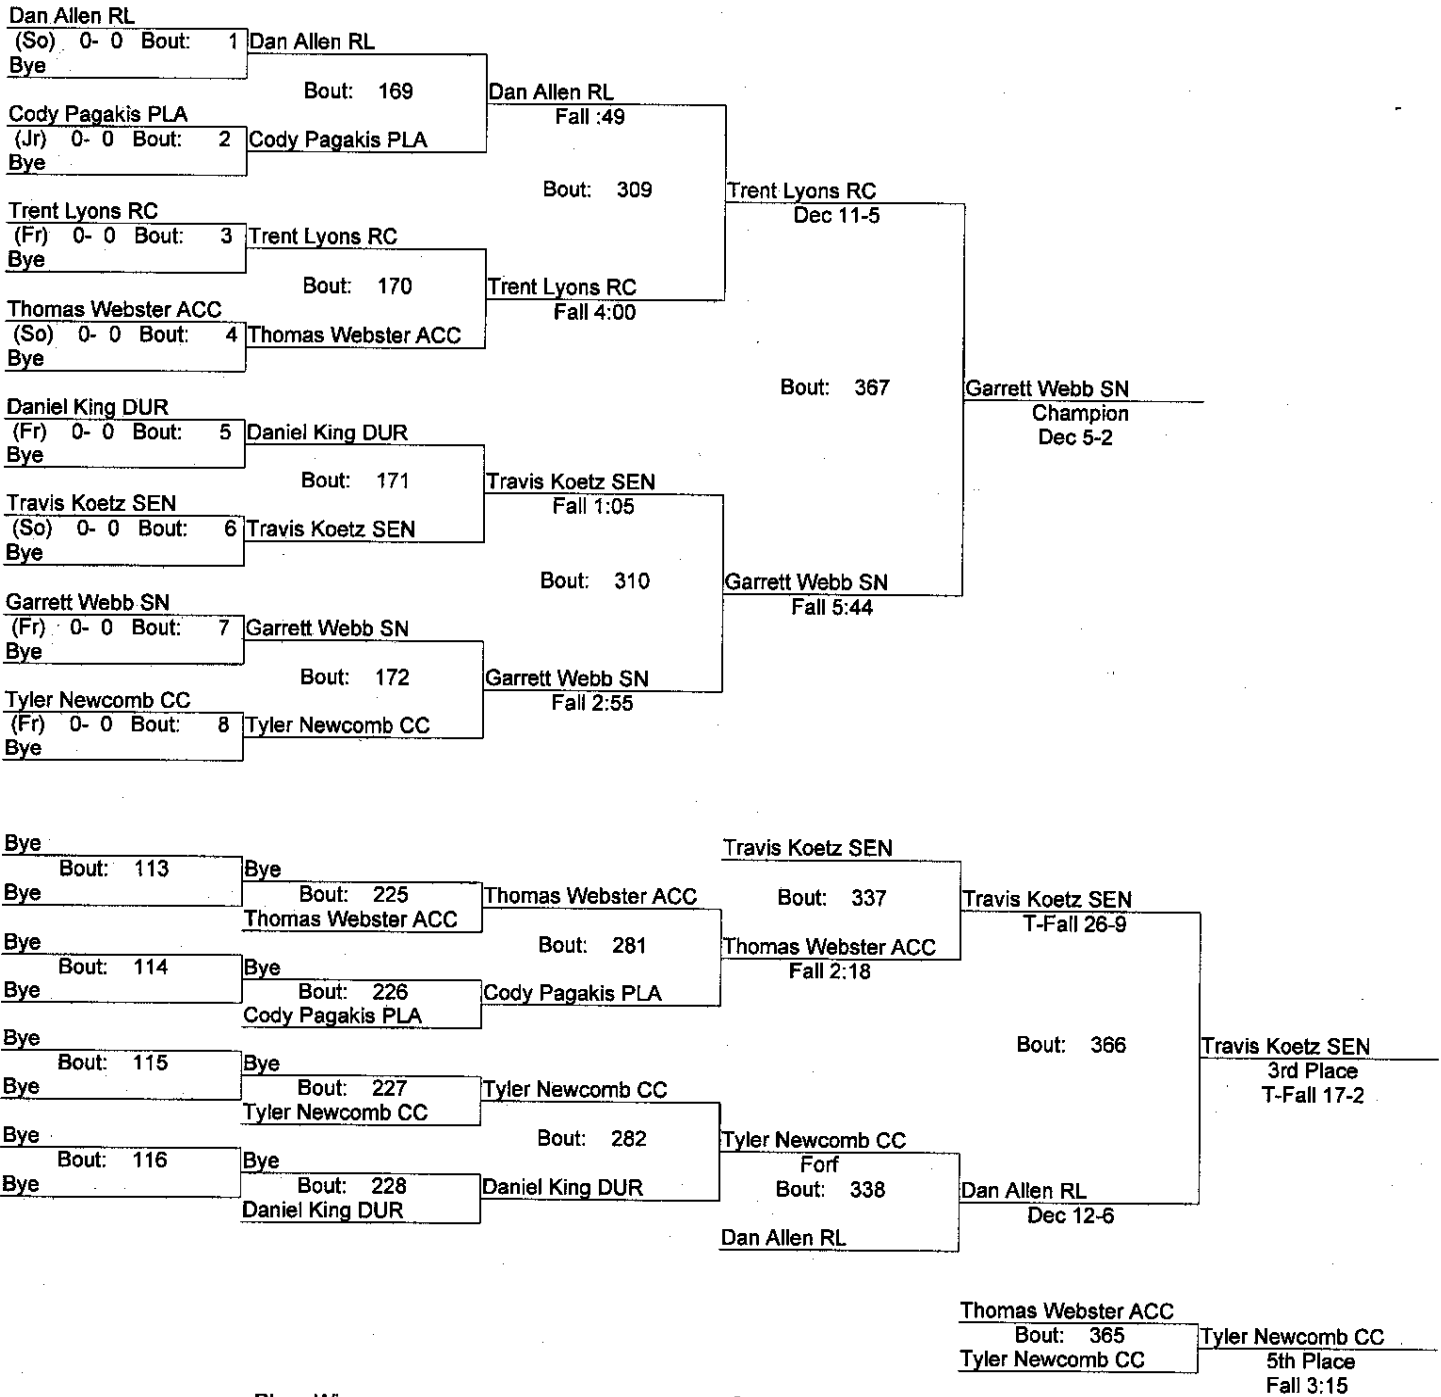 Dan Allen RL
(So) 0- 0 Bout: 1 Dan Allen RL
Bye
Bout: 169 Dan Allen RL
Fall :49
Cody Pagakis PLA
(Jr) 0- 0 Bout: 2 Cody Pagakis PLA
Bye
Bout: 309 Trent Lyons RC
Dec 11-5
Trent Lyons RC
(Fr) 0- 0 Bout: 3 Trent Lyons RC
Bye
Bout: 170 Trent Lyons RC
Fall 4:00
Thomas Webster ACC
(So) 0- 0 Bout: 4 Thomas Webster ACC
Bye
Bout: 367 Garrett Webb SN
Champion
Dec 5-2
Daniel King DUR
(Fr) 0- 0 Bout: 5 Daniel King DUR
Bye
Bout: 171 Travis Koetz SEN
Fall 1:05
Travis Koetz SEN
(So) 0- 0 Bout: 6 Travis Koetz SEN
Bye
Bout: 310 Garrett Webb SN
Fall 5:44
Garrett Webb SN
(Fr) 0- 0 Bout: 7 Garrett Webb SN
Bye
Bout: 172 Garrett Webb SN
Fall 2:55
Tyler Newcomb CC
(Fr) 0- 0 Bout: 8 Tyler Newcomb CC
Bye
Bye
Bout: 113 Bye
Bye
Bout: 225 Thomas Webster ACC
Thomas Webster ACC
Travis Koetz SEN
Bout: 337 Travis Koetz SEN
T-Fall 26-9
Bye
Bout: 114 Bye
Bye
Bout: 281 Thomas Webster ACC
Fall 2:18
Bout: 226 Cody Pagakis PLA
Cody Pagakis PLA
Bye
Bout: 115 Bye
Bye
Bout: 366 Travis Koetz SEN
3rd Place
T-Fall 17-2
Bout: 227 Tyler Newcomb CC
Tyler Newcomb CC
Bye
Bout: 116 Bye
Bye
Bout: 282 Tyler Newcomb CC
Forf
Bout: 228 Daniel King DUR
Daniel King DUR
Bout: 338 Dan Allen RL
Dec 12-6
Dan Allen RL
Thomas Webster ACC
Bout: 365 Tyler Newcomb CC
Tyler Newcomb CC
5th Place
Fall 3:15